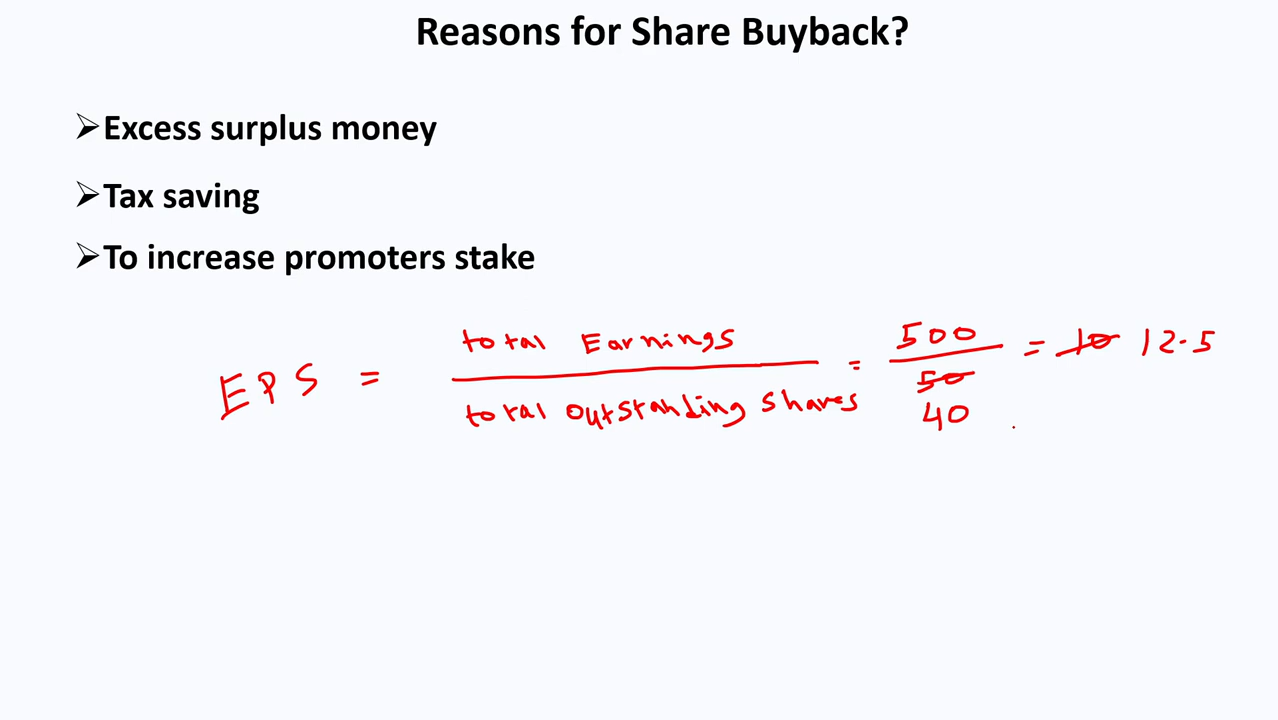 Reasons for Share Buyback?
➢Excess surplus money
➢Tax saving
➢To increase promoters stake
EPS = total Earnings / total outstanding shares = 500 / 50 40 = 10 12.5